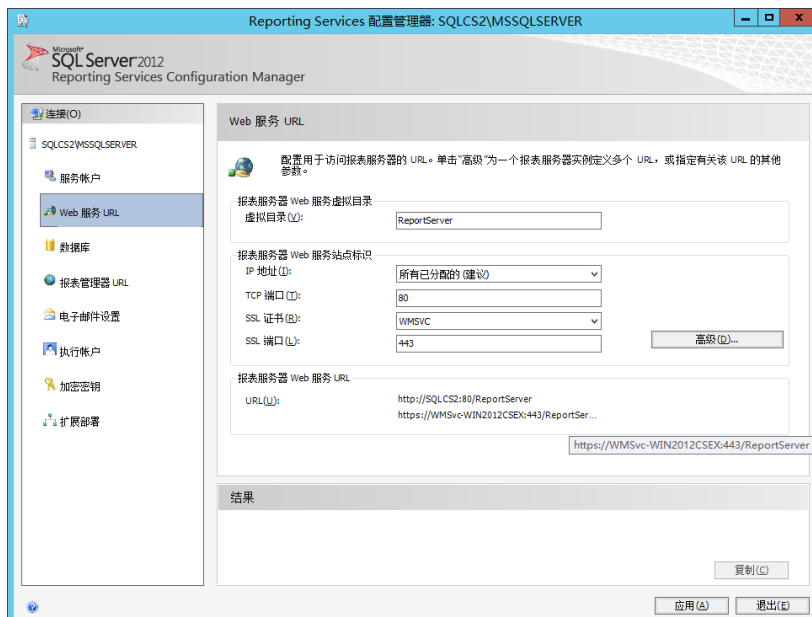 Reporting Services 配置管理器: SQLCS2\MSSQLSERVER
Microsoft®
SQL Server 2012
Reporting Services Configuration Manager
连接(O)
SQLCS2\MSSQLSERVER
服务帐户
Web 服务 URL
数据库
报表管理器 URL
电子邮件设置
执行帐户
加密密钥
扩展部署
Web 服务 URL
配置用于访问报表服务器的 URL。单击“高级”为一个报表服务器实例定义多个 URL，或指定有关该 URL 的其他
参数。
报表服务器 Web 服务虚拟目录
虚拟目录(V): ReportServer
报表服务器 Web 服务站点标识
IP 地址(I): 所有已分配的(建议)
TCP 端口(T): 80
SSL 证书(R): WMSVC
SSL 端口(L): 443
高级(D)...
报表服务器 Web 服务 URL
URL(U): http://SQLCS2:80/ReportServer
https://WMSvc-WIN2012CSEX:443/ReportSer...
https://WMSvc-WIN2012CSEX:443/ReportServer
结果
复制(C)
应用(A) 退出(E)